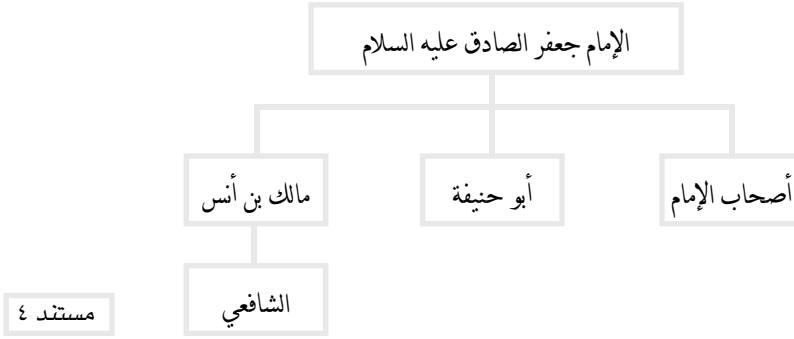 الإمام جعفر الصادق عليه السلام
أصحاب الإمام
أبو حنيفة
مالك بن أنس
الشافعي
مستند ٤